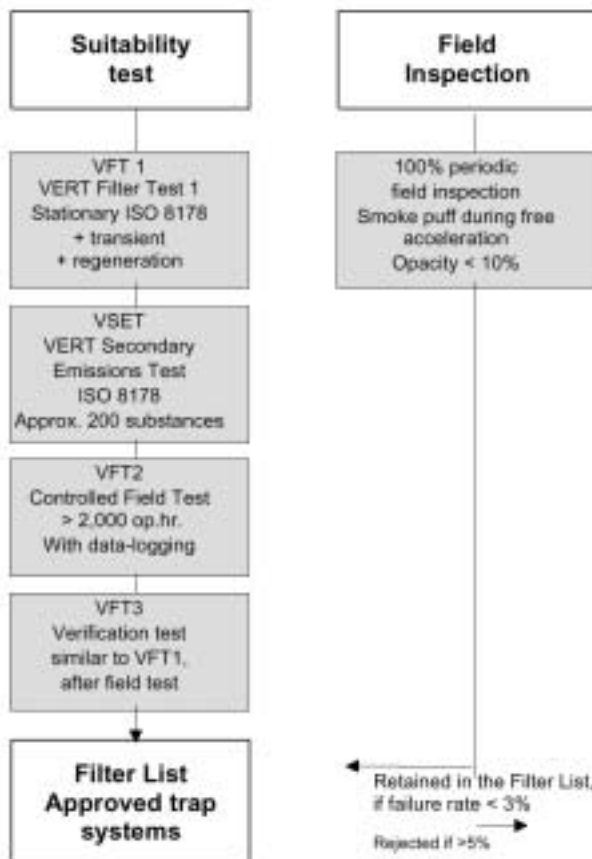 Suitability
test
VFT 1
VERT Filter Test 1
Stationary ISO 8178
+ transient
+ regeneration
VSET
VERT Secondary
Emissions Test
ISO 8178
Approx. 200 substances
VFT2
Controlled Field Test
> 2,000 op.hr.
With data-logging
VFT3
Verification test
similar to VFT1,
after field test
Filter List
Approved trap
systems
Field
Inspection
100% periodic
field inspection
Smoke puff during free
acceleration
Opacity < 10%
Retained in the Filter List,
if failure rate < 3%
Rejected if >5%